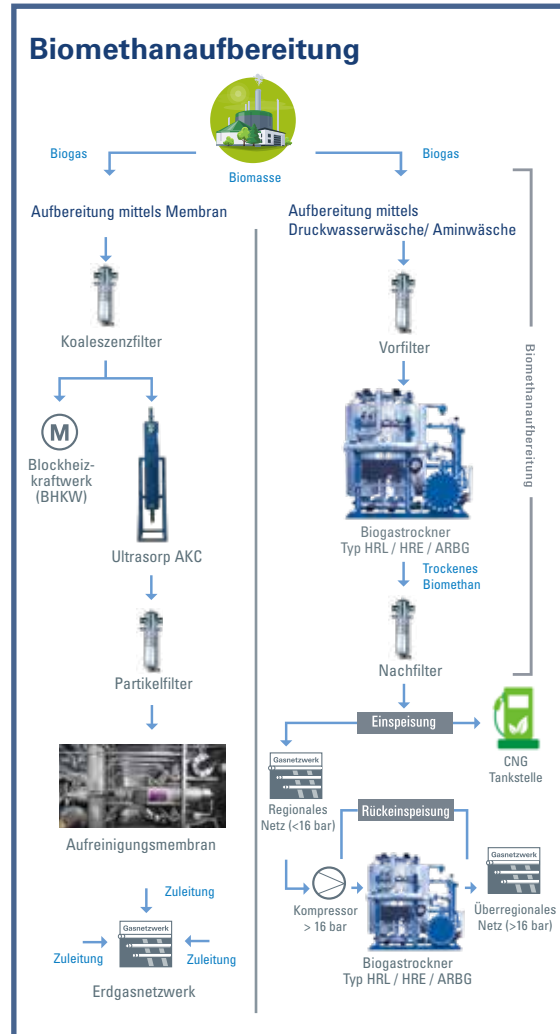 Biomethanaufbereitung
Biogas
Biogas
Biomasse
Aufbereitung mittels Membran
Koaleszenzfilter
M
Blockheiz-
kraftwerk
(BHKW)
Ultrasorp AKC
Partikelfilter
Aufreinigungsmembran
Zuleitung
Gasnetzwerk
Zuleitung
Zuleitung
Erdgasnetzwerk
Aufbereitung mittels
Druckwasserwäsche/ Aminwäsche
Vorfilter
Biogastrockner
Typ HRL / HRE / ARBG
Trockenes
Biomethan
Nachfilter
Biomethanaufbereitung
Einspeisung
CNG
Tankstelle
Gasnetzwerk
Regionales
Netz (<16 bar)
Rückeinspeisung
Kompressor
> 16 bar
Biogastrockner
Typ HRL / HRE / ARBG
Gasnetzwerk
Überregionales
Netz (>16 bar)